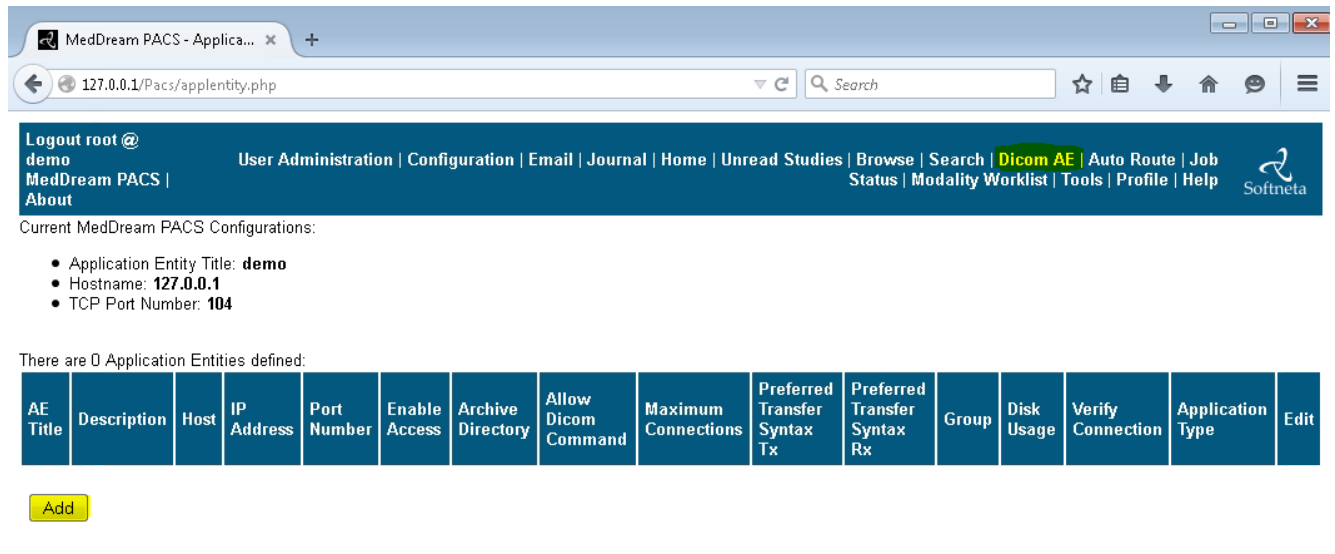 MedDream PACS - Applica...
127.0.0.1/Pacs/applentity.php
Search
Logout root @
demo
MedDream PACS |
About
User Administration | Configuration | Email | Journal | Home | Unread Studies | Browse | Search | Dicom AE | Auto Route | Job
Status | Modality Worklist | Tools | Profile | Help
Softneta
Current MedDream PACS Configurations:
Application Entity Title: demo
Hostname: 127.0.0.1
TCP Port Number: 104
There are 0 Application Entities defined:
AE
Title
Description
Host
IP
Address
Port
Number
Enable
Access
Archive
Directory
Allow
Dicom
Command
Maximum
Connections
Preferred
Transfer
Syntax
Tx
Preferred
Transfer
Syntax
Rx
Group
Disk
Usage
Verify
Connection
Application
Type
Edit
Add